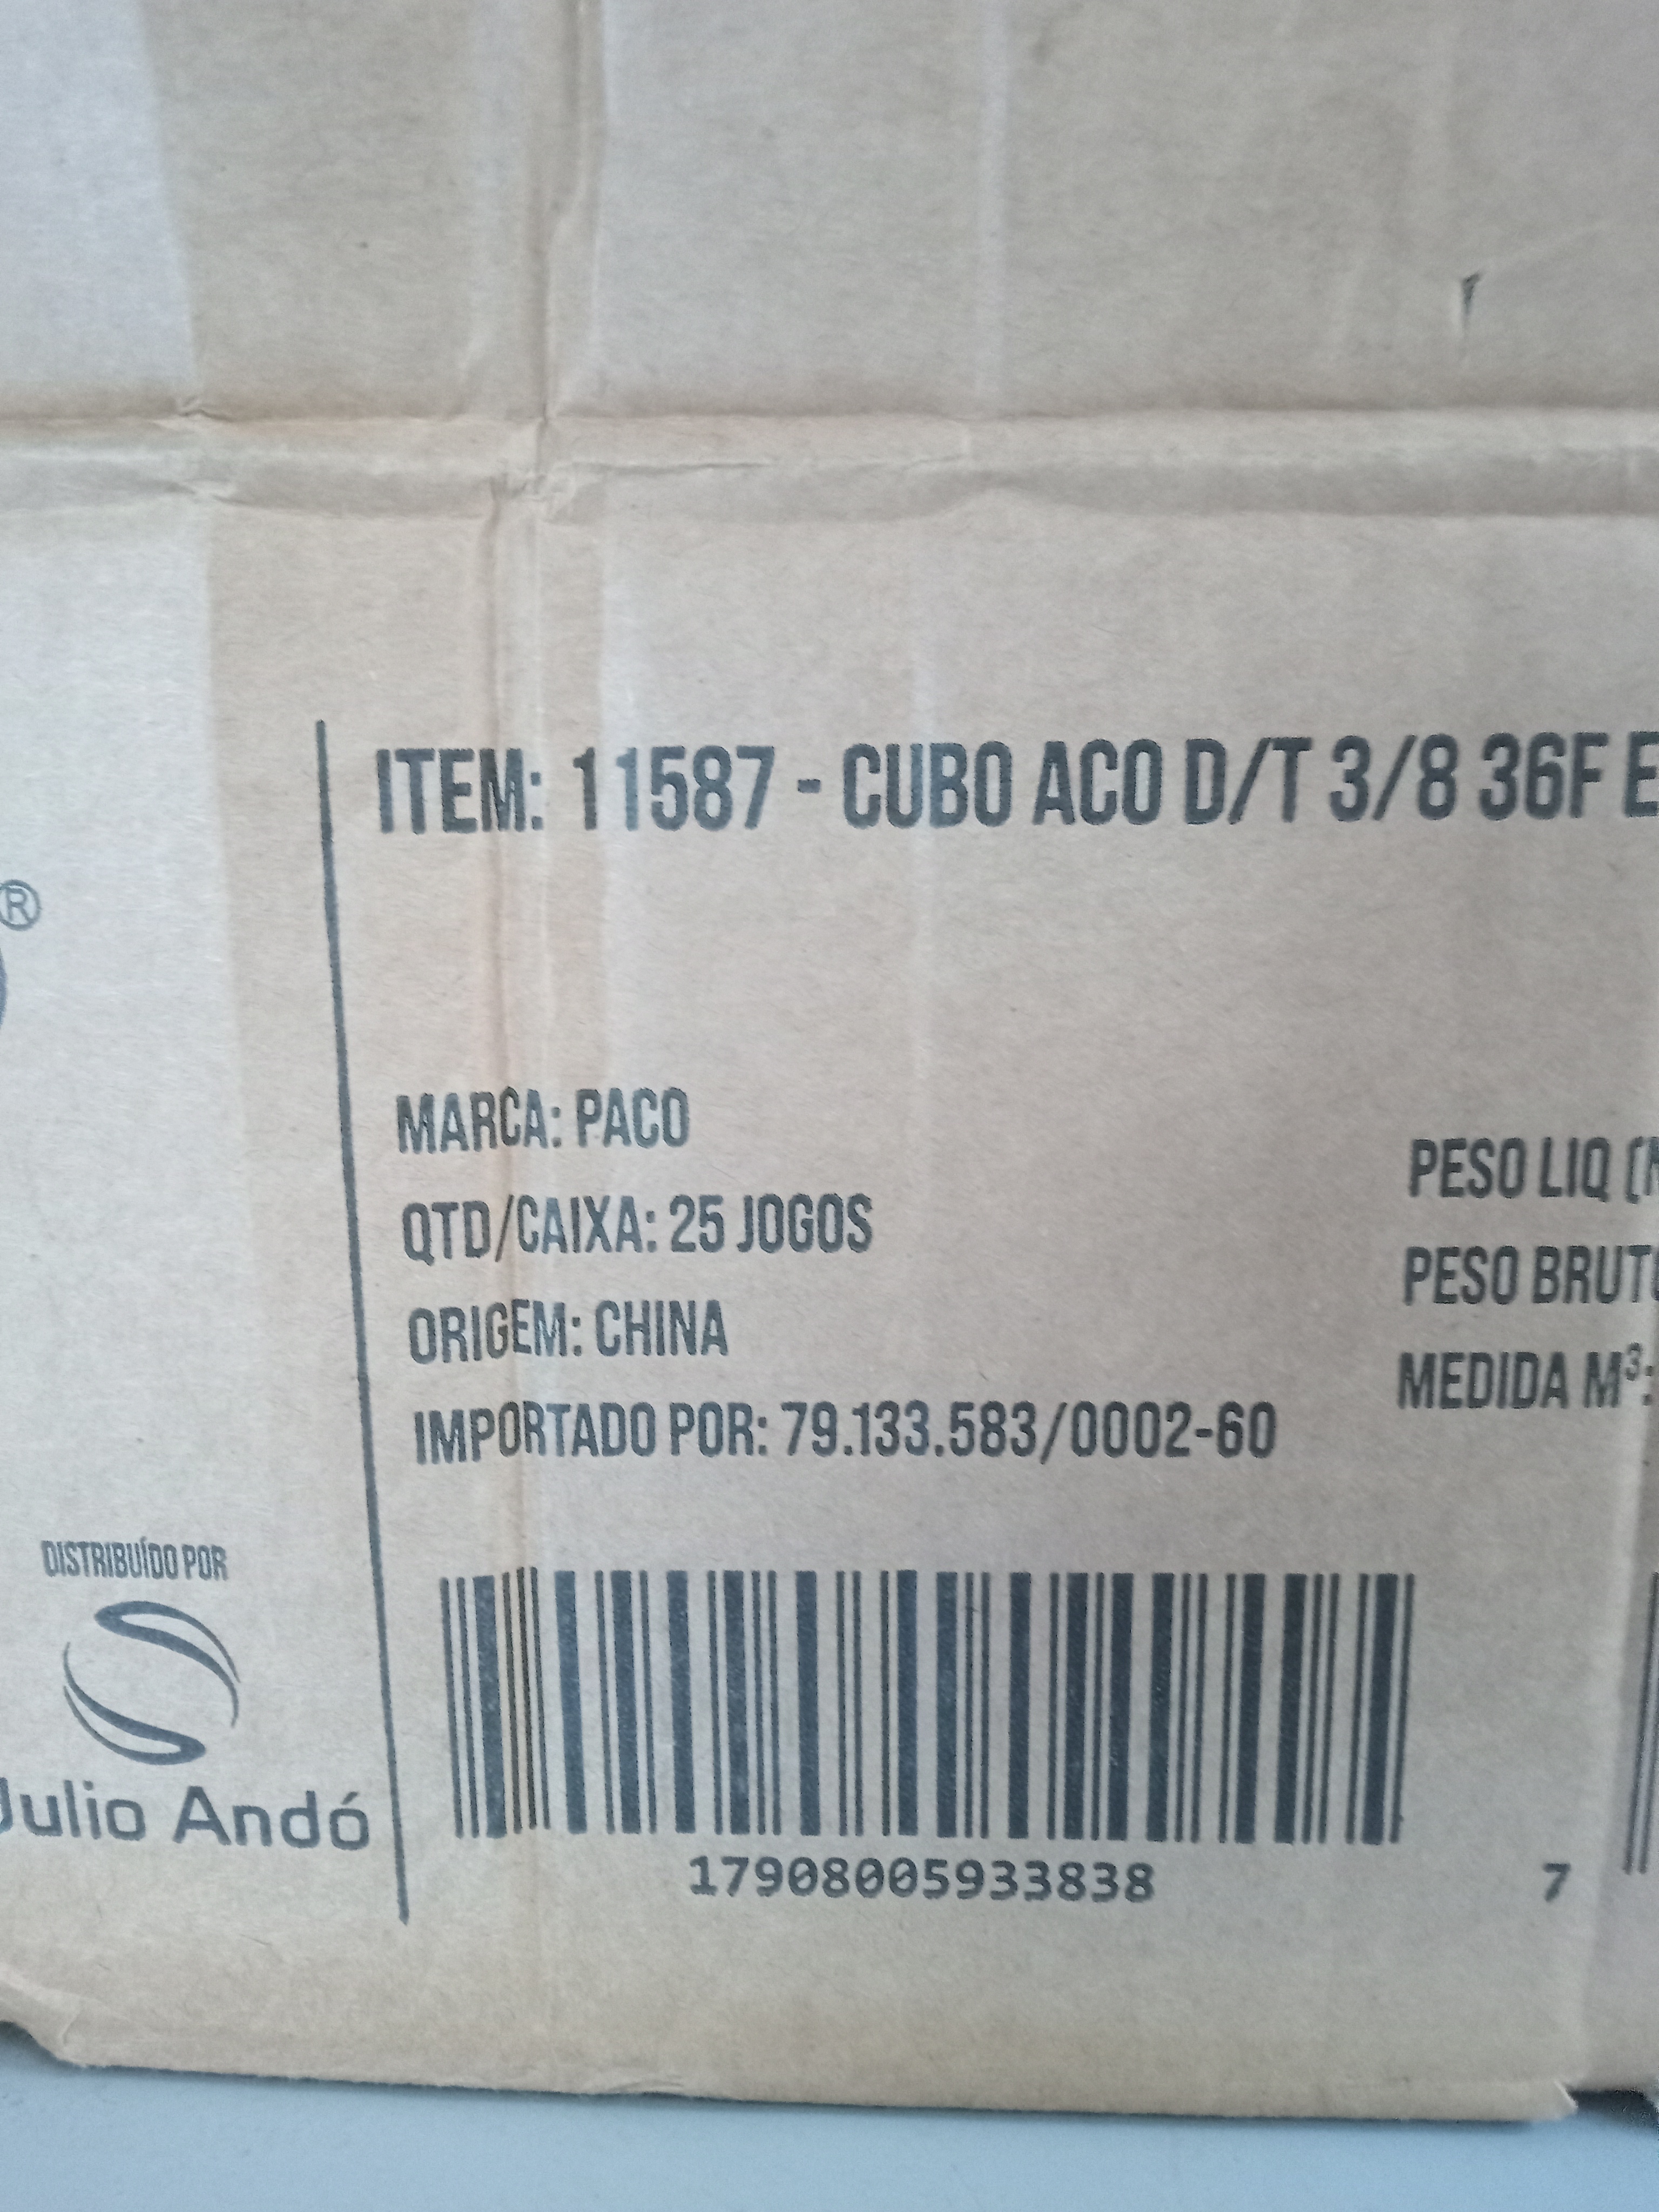 ®
ITEM: 11587 - CUBO ACO D/T 3/8 36F E
MARCA: PACO
QTD/CAIXA: 25 JOGOS
ORIGEM: CHINA
IMPORTADO POR: 79.133.583/0002-60
PESO LIQ (
PESO BRUTO
MEDIDA M³:
DISTRIBUÍDO POR
Julio Andó
17908005933838
7